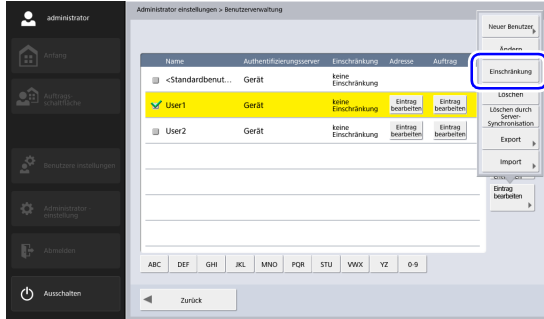 administrator
Administrator einstellungen > Benutzerverwaltung
Anfang
Auftrags-
schaltfläche
Benutzere instellungen
Administrator -
einstellung
Abmelden
Ausschalten
Name Authentifizierungsserver Einschränkung Adresse Auftrag
<Standardbenut... Gerät keine
Einschränkung
User1 Gerät keine
Einschränkung
Eintrag
bearbeiten
Eintrag
bearbeiten
User2 Gerät keine
Einschränkung
Eintrag
bearbeiten
Eintrag
bearbeiten
Neuer Benutzer
Ändern
Einschränkung
Löschen
Löschen durch
Server-
Synchronisation
Export
Import
Eintrag
bearbeiten
ABC DEF GHI JKL MNO PQR STU VWX YZ 0-9
Zurück